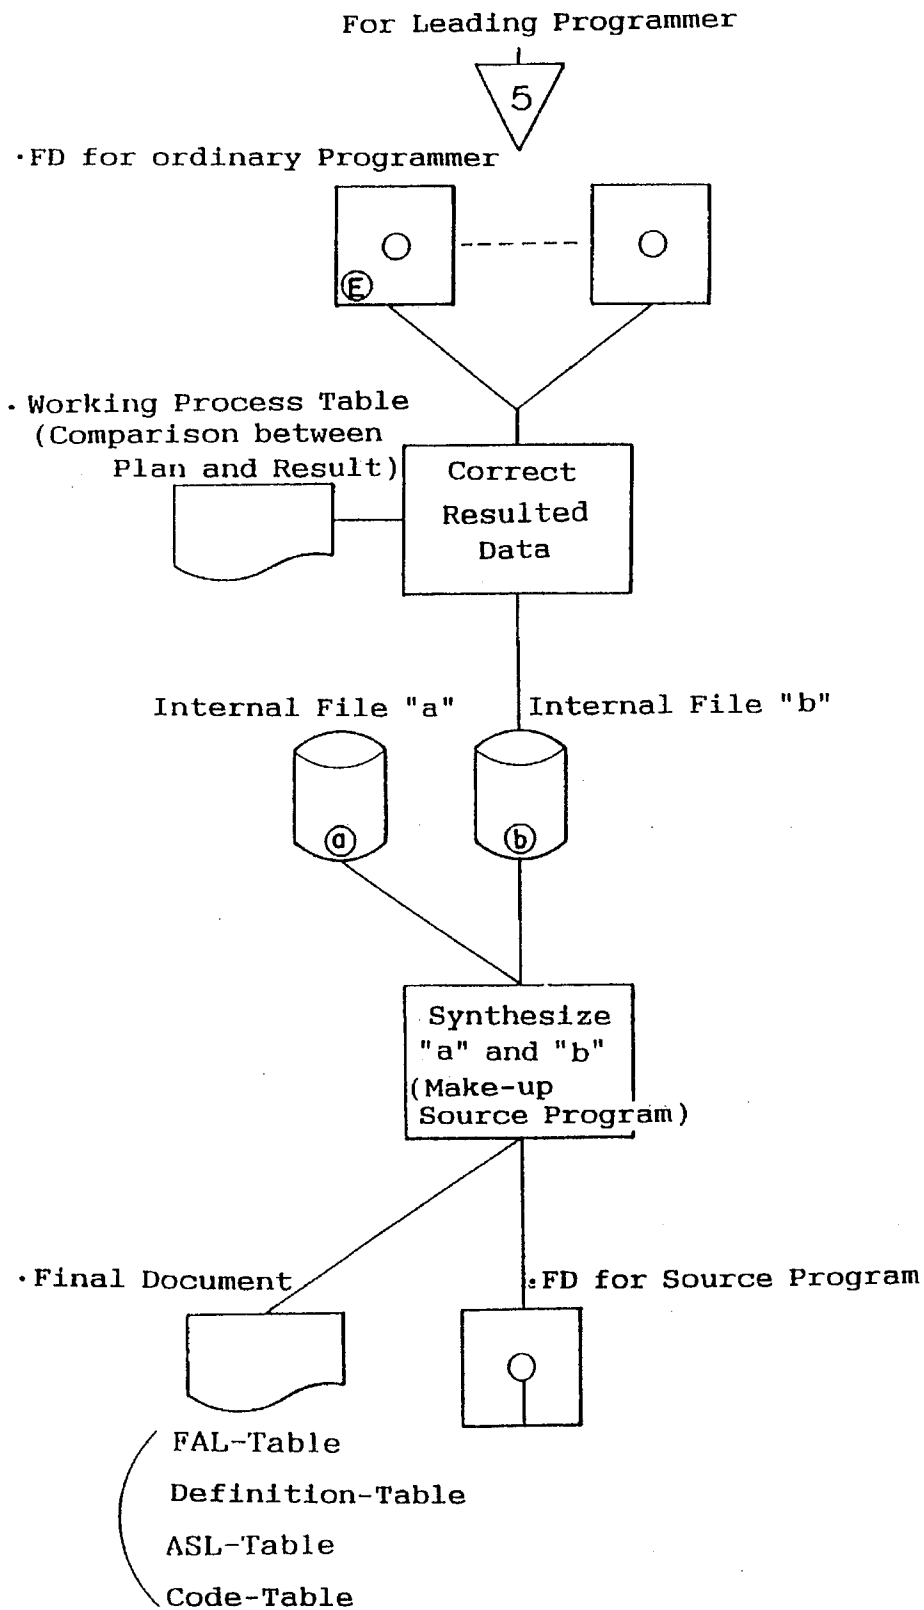 For Leading Programmer
5
·FD for ordinary Programmer
E
· Working Process Table
(Comparison between
Plan and Result)
Correct
Resulted
Data
Internal File "a"
Internal File "b"
a
b
Synthesize
"a" and "b"
(Make-up
Source Program)
·Final Document
:FD for Source Program
FAL-Table
Definition-Table
ASL-Table
Code-Table